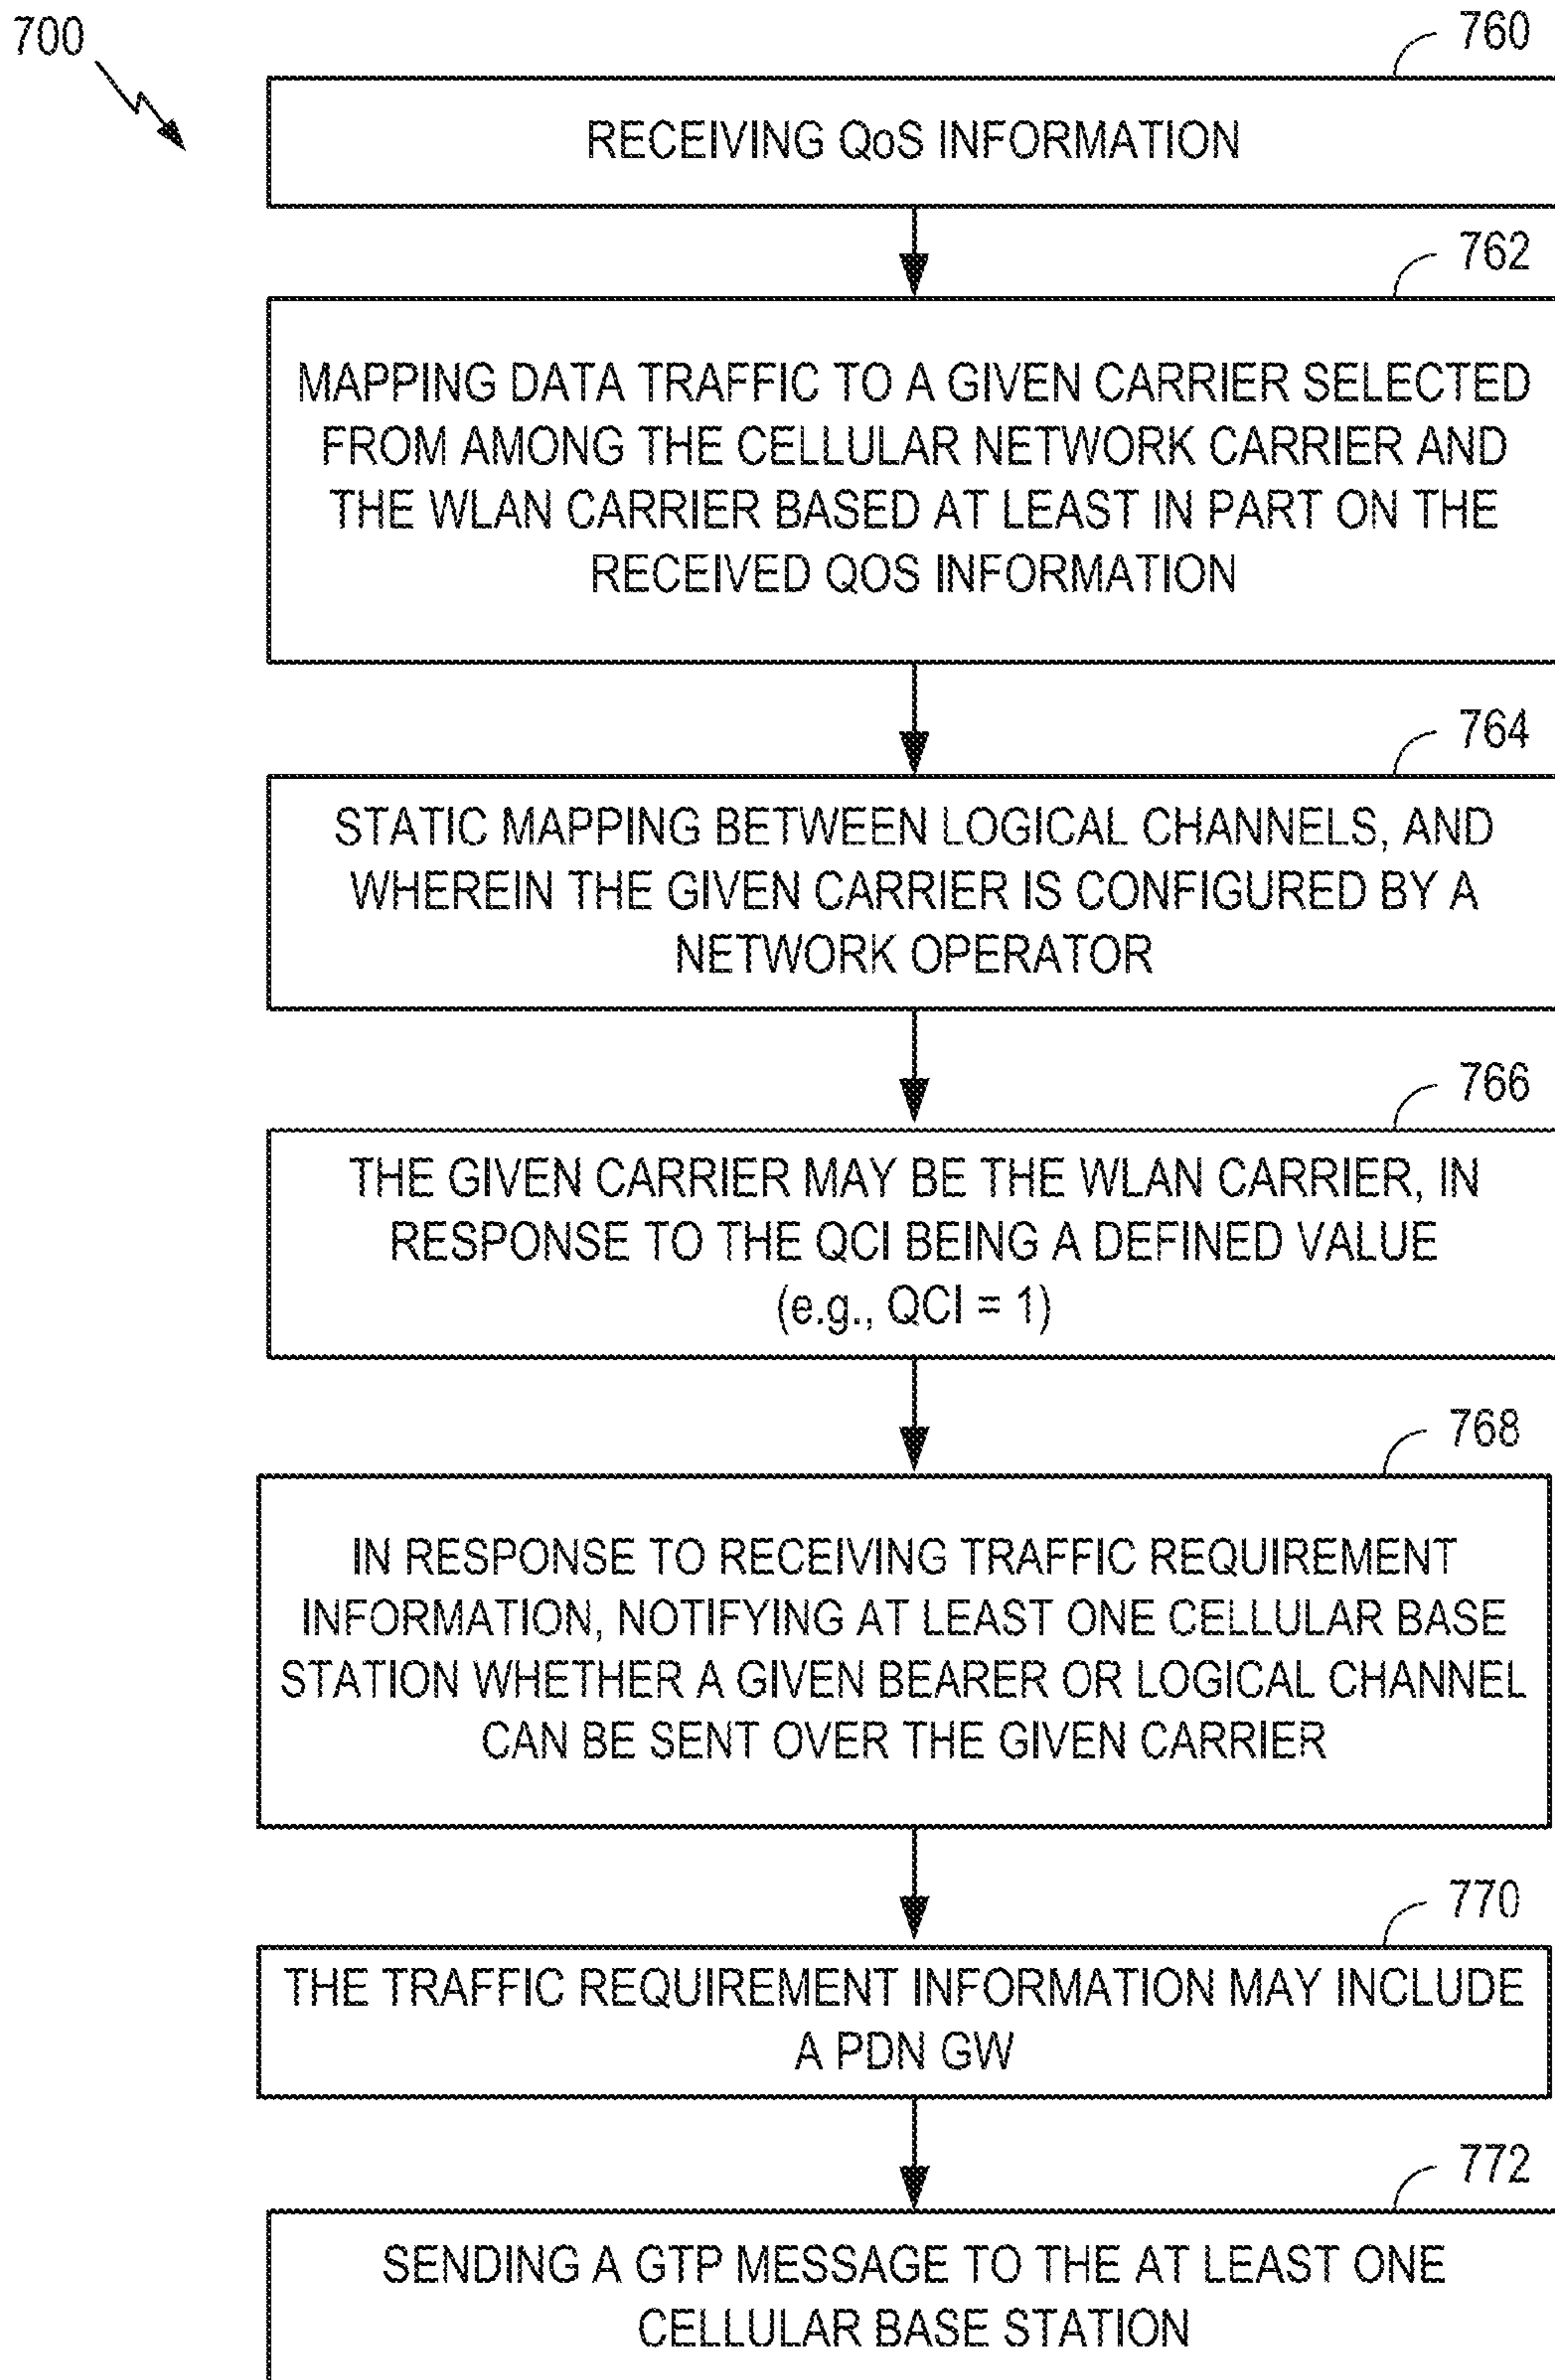 700
760
RECEIVING QoS INFORMATION
762
MAPPING DATA TRAFFIC TO A GIVEN CARRIER SELECTED
FROM AMONG THE CELLULAR NETWORK CARRIER AND
THE WLAN CARRIER BASED AT LEAST IN PART ON THE
RECEIVED QOS INFORMATION
764
STATIC MAPPING BETWEEN LOGICAL CHANNELS, AND
WHEREIN THE GIVEN CARRIER IS CONFIGURED BY A
NETWORK OPERATOR
766
THE GIVEN CARRIER MAY BE THE WLAN CARRIER, IN
RESPONSE TO THE QCI BEING A DEFINED VALUE
(e.g., QCI = 1)
768
IN RESPONSE TO RECEIVING TRAFFIC REQUIREMENT
INFORMATION, NOTIFYING AT LEAST ONE CELLULAR BASE
STATION WHETHER A GIVEN BEARER OR LOGICAL CHANNEL
CAN BE SENT OVER THE GIVEN CARRIER
770
THE TRAFFIC REQUIREMENT INFORMATION MAY INCLUDE
A PDN GW
772
SENDING A GTP MESSAGE TO THE AT LEAST ONE
CELLULAR BASE STATION